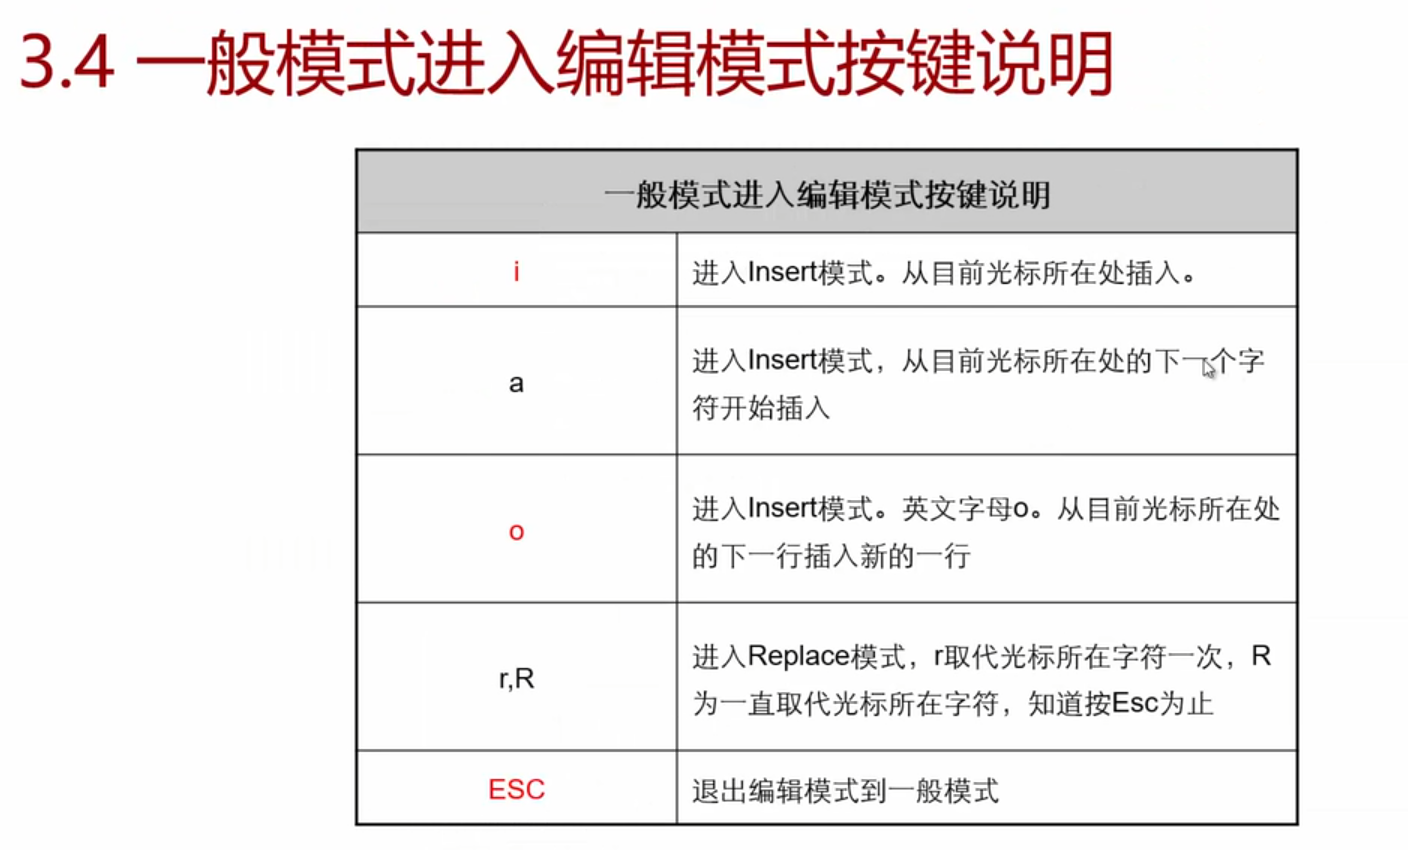 3.4 一般模式进入编辑模式按键说明
一般模式进入编辑模式按键说明
i
进入Insert模式。从目前光标所在处插入。
a
进入Insert模式，从目前光标所在处的下一个字
符开始插入
o
进入Insert模式。英文字母o。从目前光标所在处
的下一行插入新的一行
r,R
进入Replace模式，r取代光标所在字符一次，R
为一直取代光标所在字符，知道按Esc为止
ESC
退出编辑模式到一般模式